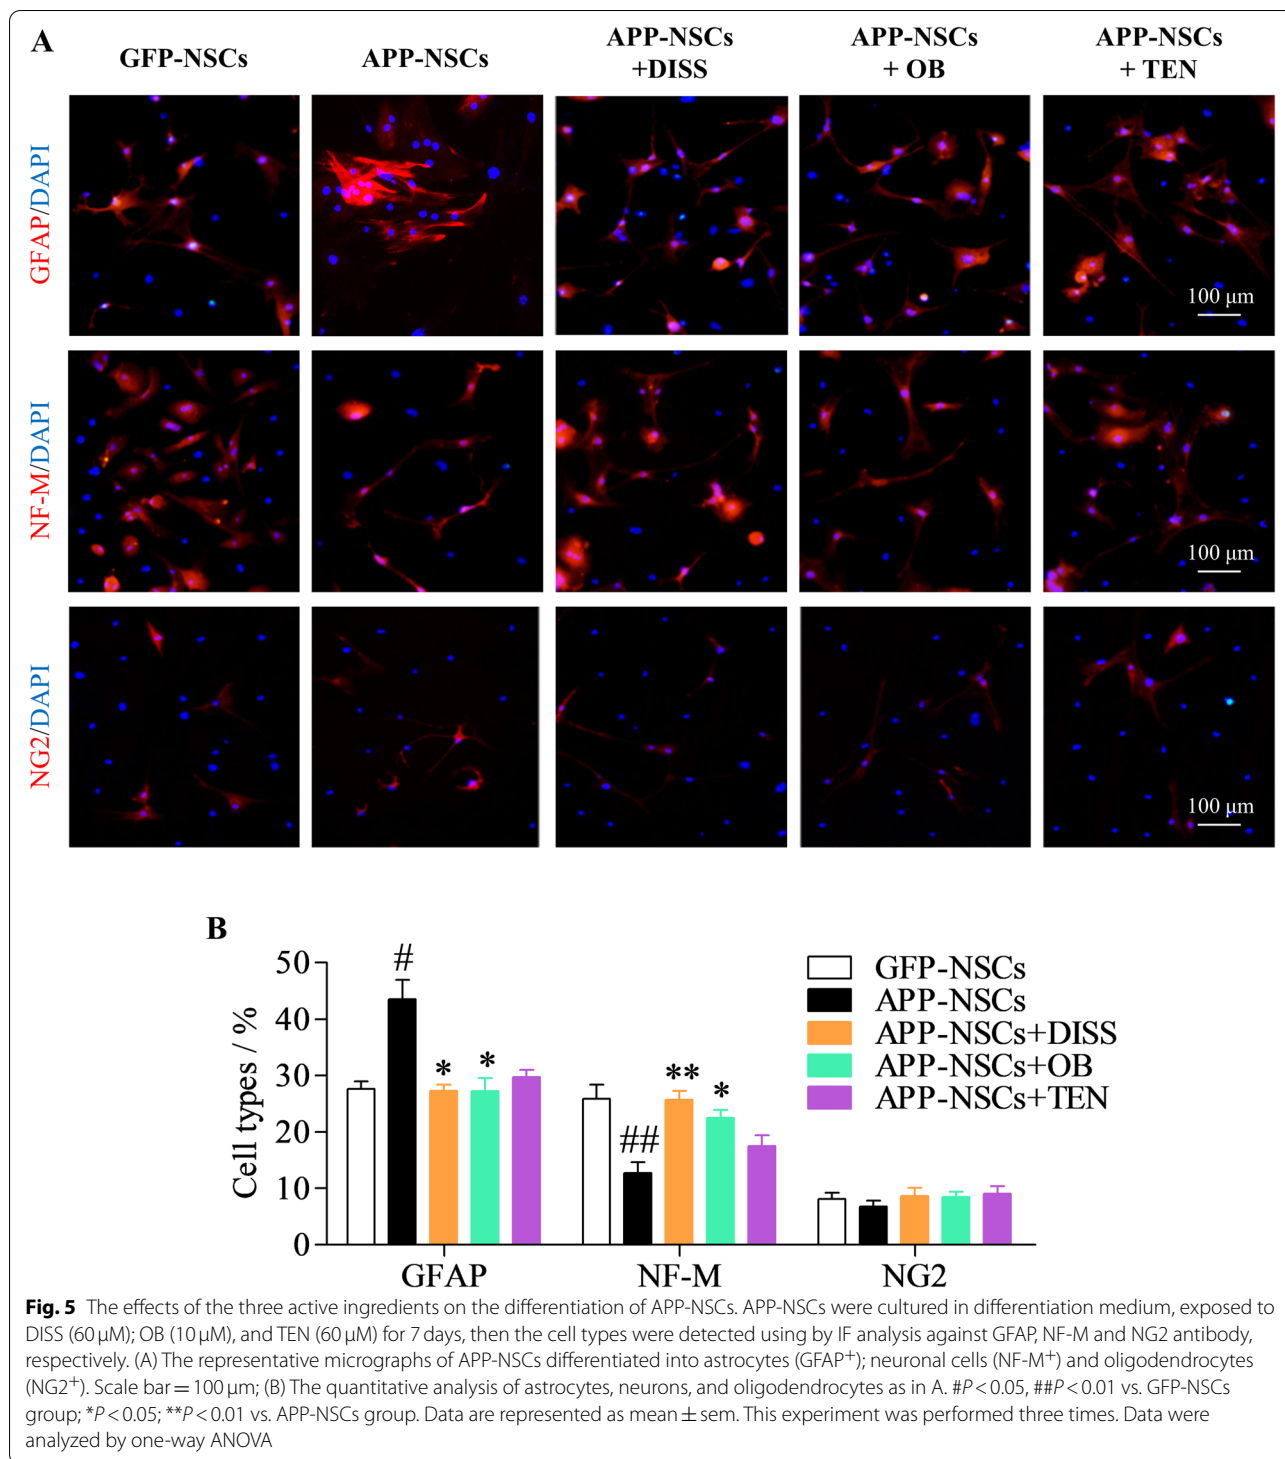 A
GFP-NSCs
APP-NSCs
APP-NSCs
+DISS
APP-NSCs
+ OB
APP-NSCs
+ TEN
GFAP/DAPI
100 μm
NF-M/DAPI
100 μm
NG2/DAPI
100 μm
B
Cell types / %
50
40
30
20
10
0
#
*
*
##
**
*
GFAP
NF-M
NG2
GFP-NSCs
APP-NSCs
APP-NSCs+DISS
APP-NSCs+OB
APP-NSCs+TEN
Fig. 5 The effects of the three active ingredients on the differentiation of APP-NSCs. APP-NSCs were cultured in differentiation medium, exposed to
DISS (60 μM); OB (10 μM), and TEN (60 μM) for 7 days, then the cell types were detected using by IF analysis against GFAP, NF-M and NG2 antibody,
respectively. (A) The representative micrographs of APP-NSCs differentiated into astrocytes (GFAP+); neuronal cells (NF-M+) and oligodendrocytes
(NG2+). Scale bar = 100 μm; (B) The quantitative analysis of astrocytes, neurons, and oligodendrocytes as in A. #P < 0.05, ##P < 0.01 vs. GFP-NSCs
group; *P < 0.05; **P < 0.01 vs. APP-NSCs group. Data are represented as mean ± sem. This experiment was performed three times. Data were
analyzed by one-way ANOVA